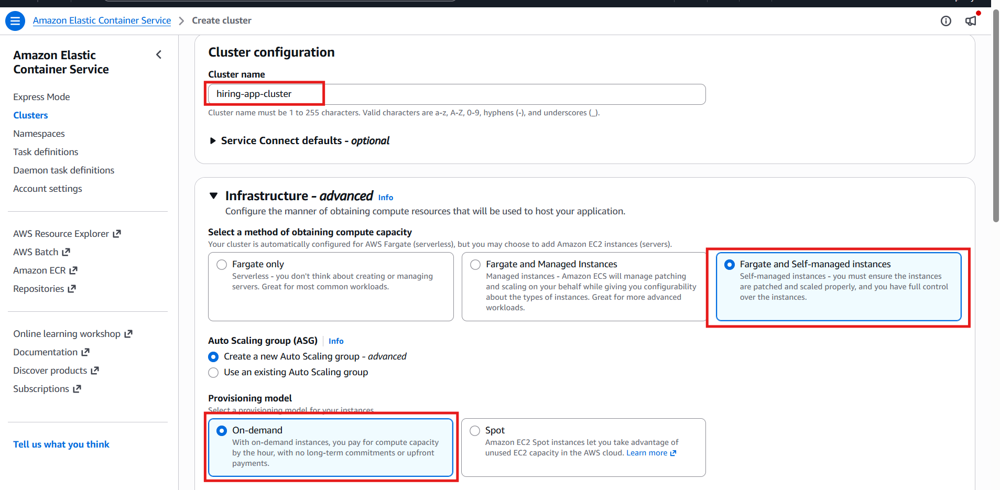 Amazon Elastic Container Service > Create cluster
Amazon Elastic
Container Service
Express Mode
Clusters
Namespaces
Task definitions
Daemon task definitions
Account settings
AWS Resource Explorer
AWS Batch
Amazon ECR
Repositories
Online learning workshop
Documentation
Discover products
Subscriptions
Tell us what you think
Cluster configuration
Cluster name
hiring-app-cluster
Cluster name must be 1 to 255 characters. Valid characters are a-z, A-Z, 0-9, hyphens (-), and underscores (_).
Service Connect defaults - optional
Infrastructure - advanced Info
Configure the manner of obtaining compute resources that will be used to host your application.
Select a method of obtaining compute capacity
Your cluster is automatically configured for AWS Fargate (serverless), but you may choose to add Amazon EC2 instances (servers).
Fargate only
Serverless - you don't think about creating or managing
servers. Great for most common workloads.
Fargate and Managed Instances
Managed instances - Amazon ECS will manage patching
and scaling on your behalf while giving you configurability
about the types of instances. Great for more advanced
workloads.
Fargate and Self-managed instances
Self-managed instances - you must ensure the instances
are patched and scaled properly, and you have full control
over the instances.
Auto Scaling group (ASG) Info
Create a new Auto Scaling group - advanced
Use an existing Auto Scaling group
Provisioning model
Select a provisioning model for your instances
On-demand
With on-demand instances, you pay for compute capacity
by the hour, with no long-term commitments or upfront
payments.
Spot
Amazon EC2 Spot instances let you take advantage of
unused EC2 capacity in the AWS cloud. Learn more